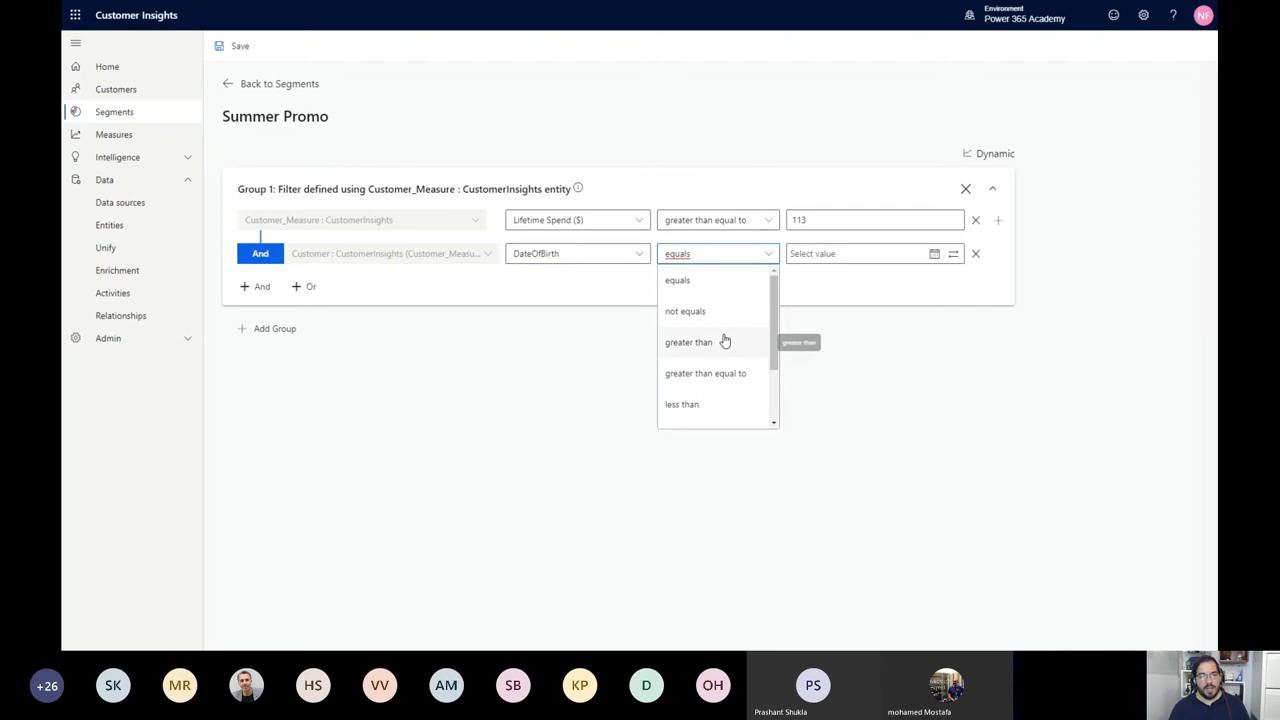 Customer Insights
Environment
Power 365 Academy
NF
Save
Home
Customers
Segments
Measures
Intelligence
Data
Data sources
Entities
Unify
Enrichment
Activities
Relationships
Admin
Back to Segments
Summer Promo
Dynamic
Group 1: Filter defined using Customer_Measure : CustomerInsights entity
Customer_Measure : CustomerInsights
Lifetime Spend ($)
greater than equal to
113
And
Customer : CustomerInsights (Customer_Measu...
DateOfBirth
equals
Select value
And
Or
equals
not equals
greater than
greater than
greater than equal to
less than
Add Group
+26
SK
MR
HS
VV
AM
SB
KP
D
OH
PS
Prashant Shukla
mohamed Mostafa